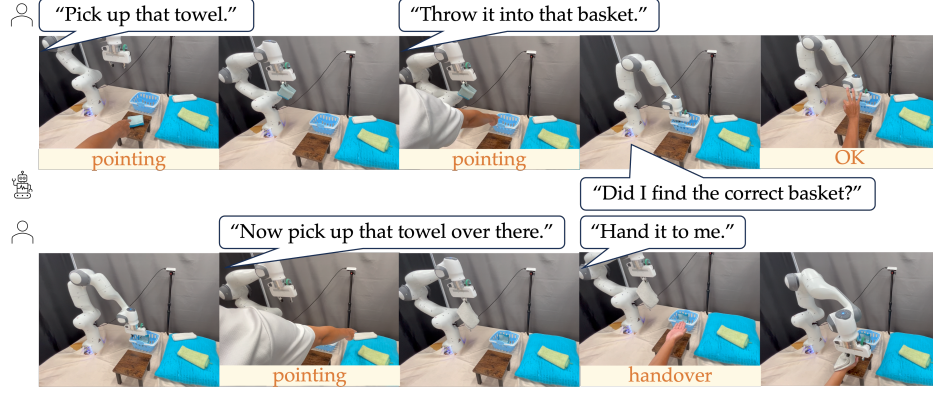 “Pick up that towel.”
“Throw it into that basket.”
pointing
pointing
OK
“Did I find the correct basket?”
“Now pick up that towel over there.”
“Hand it to me.”
pointing
handover